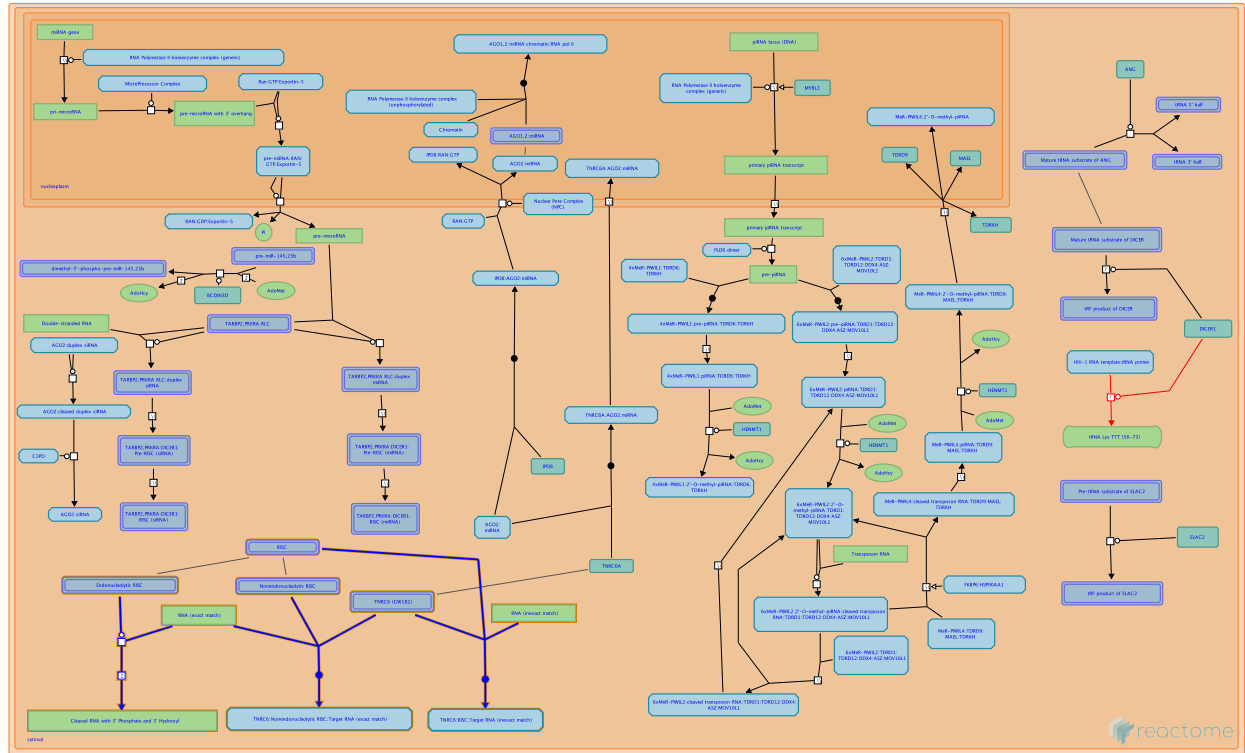 miRNA gene
RNA Polymerase II holoenzyme complex (generic)
MicroProcessor Complex
Ran:GTP:Exportin-5
pri-microRNA
pre-microRNA with 3' overhang
pre-miRNA:RAN:
GTP:Exportin-5
nucleoplasm
AGO1,2:miRNA:chromatin:RNA pol II
RNA Polymerase II holoenzyme complex
(unphosphorylated)
Chromatin
AGO1,2 miRNA
IPO8:RAN:GTP
AGO2:miRNA
TNRC6A:AGO2:miRNA
Nuclear Pore Complex
(NPC)
RAN:GTP
piRNA locus (DNA)
RNA Polymerase II holoenzyme
complex (generic)
MYBL1
primary piRNA transcript
MeR-PIWIL4:2'-O-methyl-piRNA
TDRD9
MAEL
TDRKH
ANG
tRNA 5' half
Mature tRNA substrate of ANG
tRNA 3' half
RAN:GDP:Exportin-5
Pi
pre-microRNA
primary piRNA transcript
PLD6 dimer
pre-piRNA
4xMeR-PIWIL1:TDRD6:
TDRKH
6xMeR-PIWIL2:TDRD1:
TDRD12:DDX4:ASZ:
MOV10L1
Mature tRNA substrate of DICER
pre-miR-145,23b
dimethyl-5'-phospho-pre-miR-145,23b
2
2
AdoHcy
BCDIN3D
AdoMet
IPO8:AGO2:miRNA
MeR-PIWIL4:2'-O-methyl-piRNA:TDRD9:
MAEL:TDRKH
tRF product of DICER
Double-stranded RNA
TARBP2,PRKRA RLC
4xMeR-PIWIL1:pre-piRNA:TDRD6:TDRKH
6xMeR-PIWIL2 pre-piRNA:TDRD1:TDRD12:
DDX4:ASZ:MOV10L1
DICER1
AGO2:duplex siRNA
AdoHcy
HIV-1 RNA template:tRNA primer
TARBP2,PRKRA RLC:duplex
siRNA
TARBP2,PRKRA RLC:duplex
miRNA
4xMeR-PIWIL1:piRNA:TDRD6:TDRKH
6xMeR-PIWIL2:piRNA:TDRD1:
TDRD12:DDX4:ASZ:MOV10L1
HENMT1
AGO2:cleaved duplex siRNA
TNRC6A:AGO2:miRNA
AdoMet
AdoMet
AdoMet
HENMT1
HENMT1
tRNA Lys TTT (56-73)
C3PO
TARBP2,PRKRA:DICER1:
Pre-RISC (siRNA)
TARBP2,PRKRA:DICER1:
Pre-RISC (miRNA)
MeR-PIWIL4:piRNA:TDRD9:
MAEL:TDRKH
IPO8
AdoHcy
AdoHcy
4xMeR-PIWIL1:2'-O-methyl-piRNA:TDRD6:
TDRKH
Pre-tRNA substrate of ELAC2
AGO2:siRNA
TARBP2,PRKRA:DICER1:
RISC (siRNA)
TARBP2,PRKRA:DICER1:
RISC (miRNA)
AGO2:
miRNA
6xMeR-PIWIL2:2'-O-
methyl-piRNA:TDRD1:
TDRD12:DDX4:ASZ:
MOV10L1
MeR-PIWIL4:cleaved transposon RNA:TDRD9:MAEL:
TDRKH
ELAC2
RISC
Transposon RNA
TNRC6A
Endonucleolytic RISC
Nonendonucleolytic RISC
TNRC6 (GW182)
FKBP6:HSP90AA1
tRF product of ELAC2
RNA (exact match)
RNA (inexact match)
6xMeR-PIWIL2:2'-O-methyl-piRNA:cleaved transposon
RNA:TDRD1:TDRD12:DDX4:ASZ:MOV10L1
MeR-PIWIL4:TDRD9:
MAEL:TDRKH
6xMeR-PIWIL2:TDRD1:
TDRD12:DDX4:ASZ:MOV10L1
6xMeR-PIWIL2:cleaved transposon RNA:TDRD1:TDRD12:DDX4:
ASZ:MOV10L1
Cleaved RNA with 5' Phosphate and 3' Hydroxyl
TNRC6:Nonendonucleolytic RISC:Target RNA (exact match)
TNRC6:RISC:Target RNA (inexact match)
cytosol
reactome